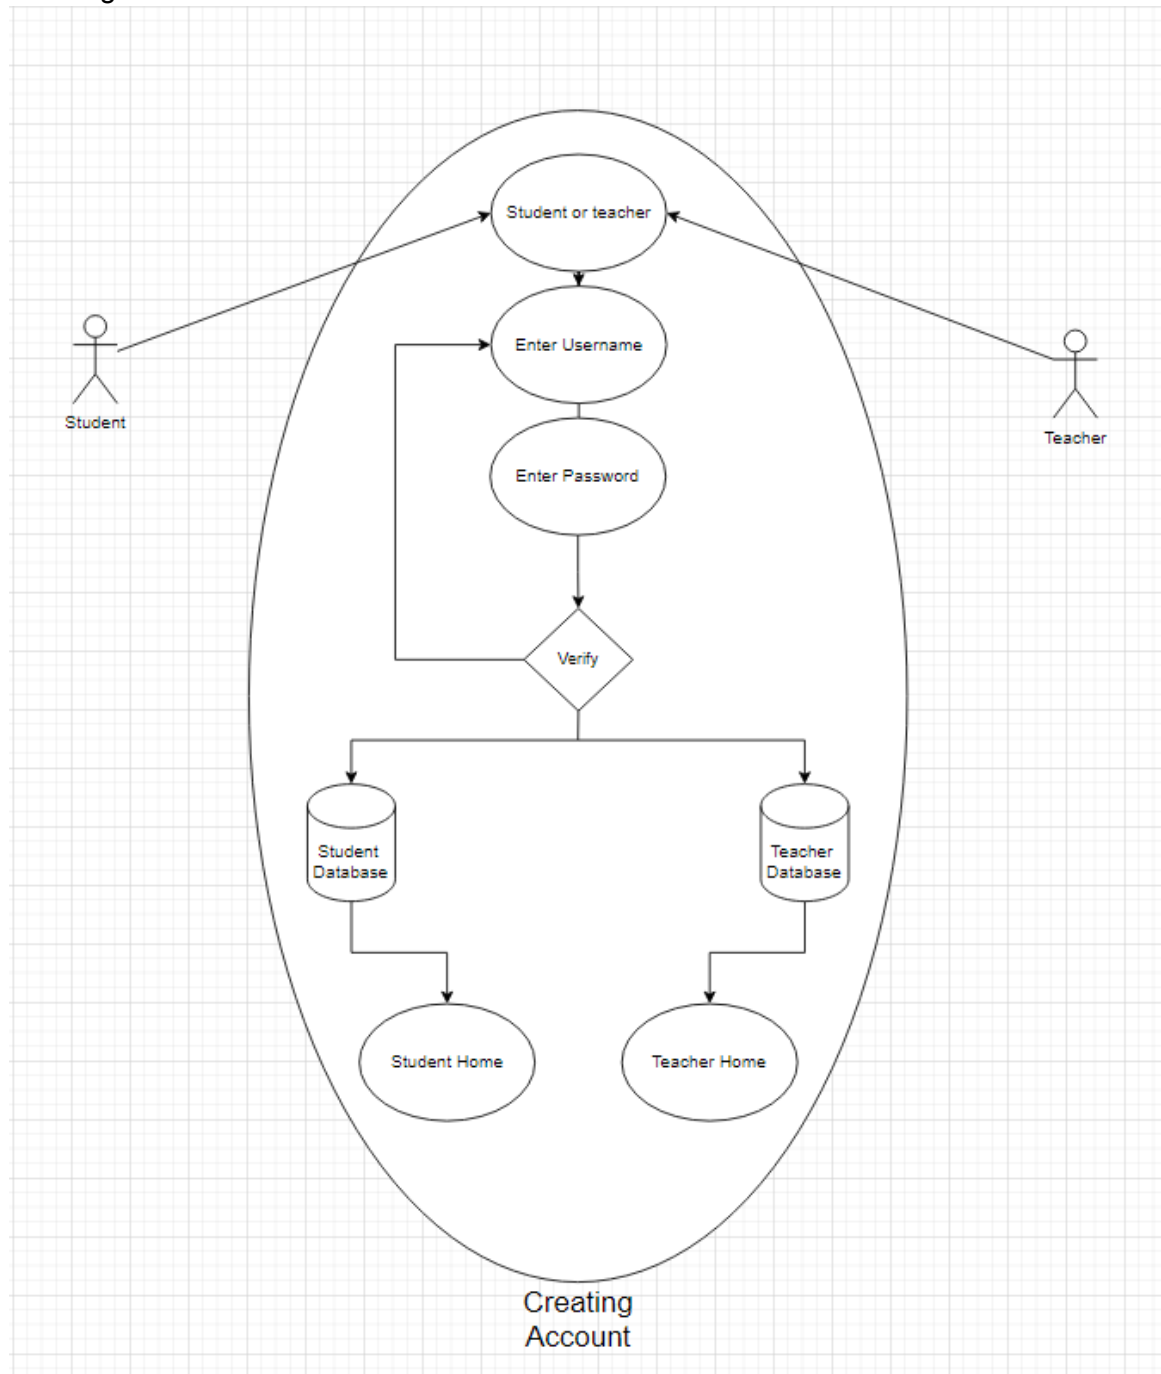 Student or teacher
Enter Username
Student
Enter Password
Teacher
Verify
Student
Database
Teacher
Database
Student Home
Teacher Home
Creating
Account